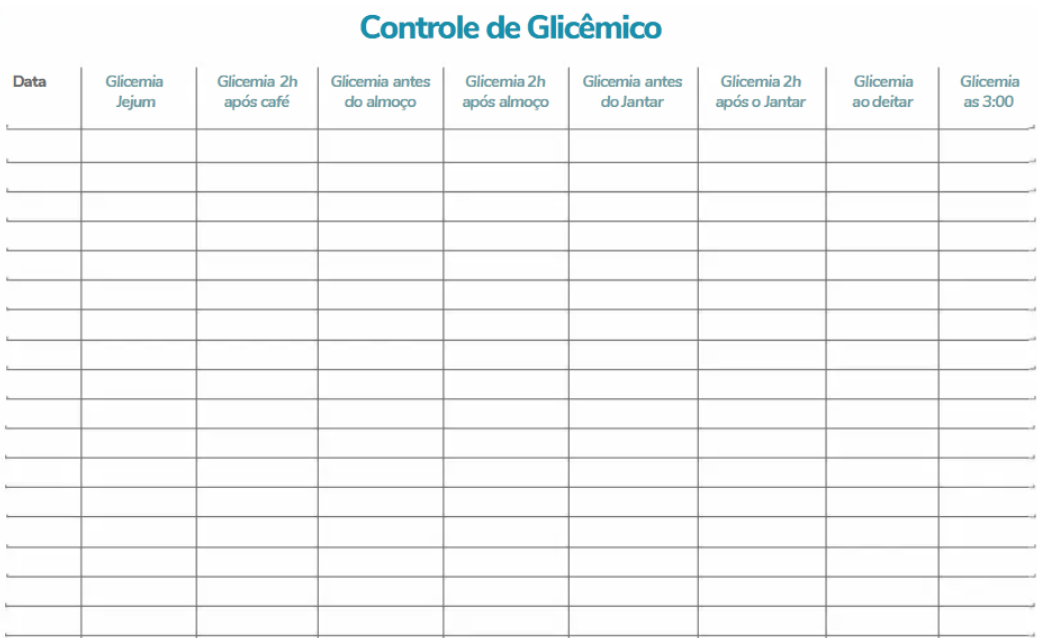 Controle de Glicêmico
Data
Glicemia
Jejum
Glicemia 2h
após café
Glicemia antes
do almoço
Glicemia 2h
após almoço
Glicemia antes
do Jantar
Glicemia 2h
após o Jantar
Glicemia
ao deitar
Glicemia
as 3:00